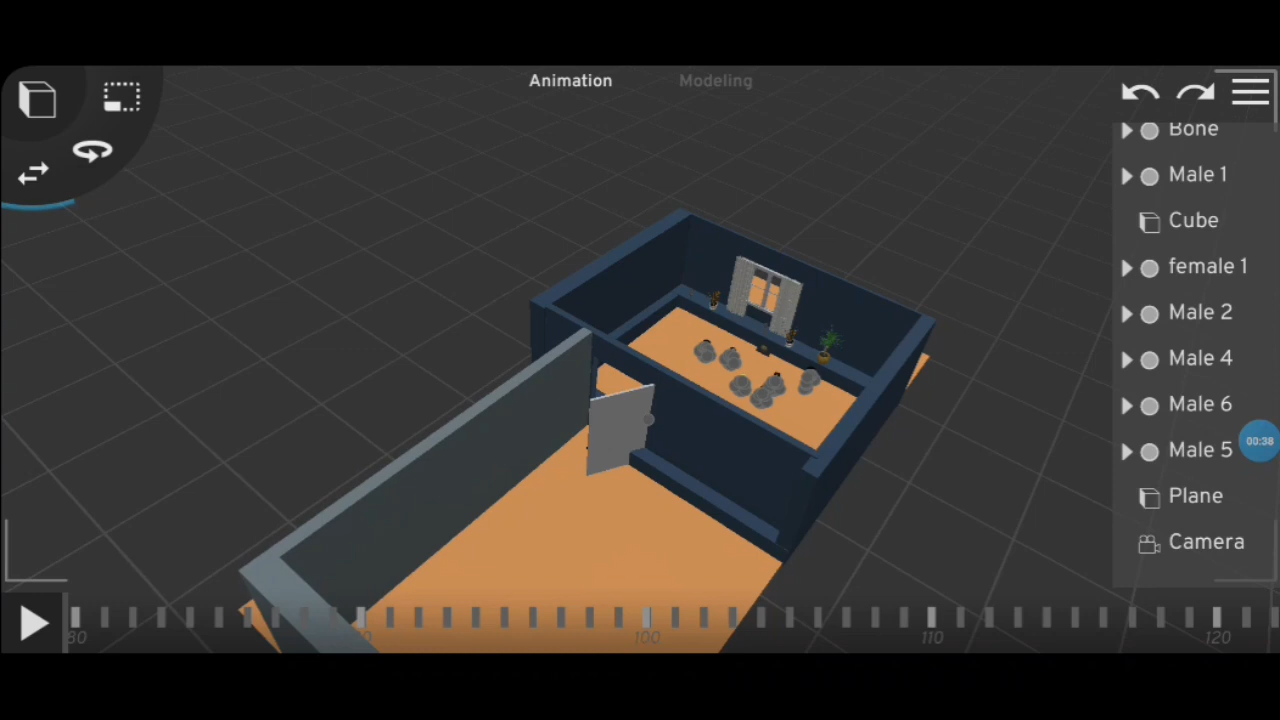 Animation
Modeling
Bone
Male 1
Cube
female 1
Male 2
Male 4
Male 6
Male 5
00:38
Plane
Camera
80
100
110
120